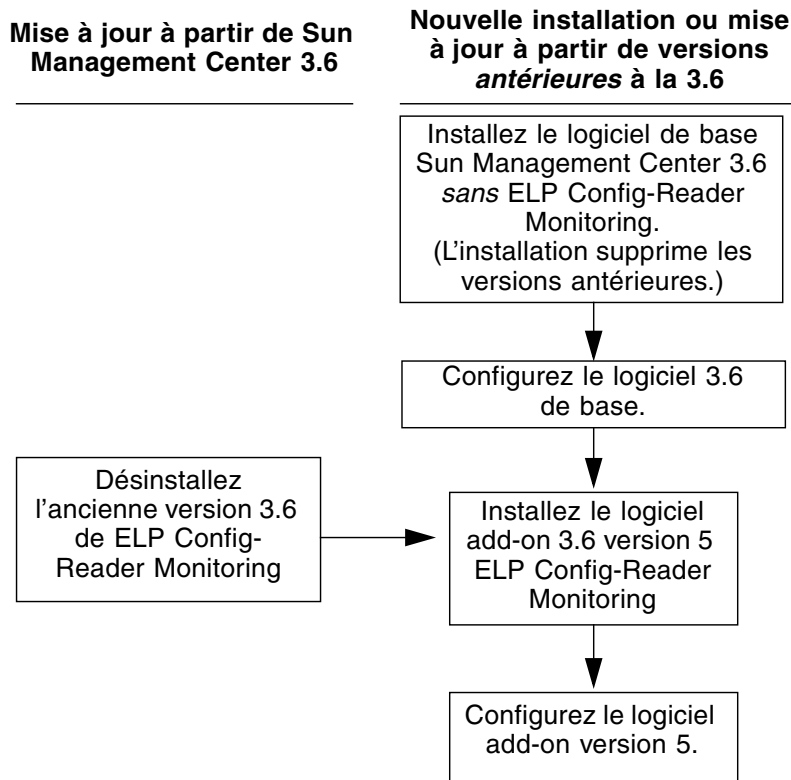 Mise à jour à partir de Sun
Management Center 3.6
Nouvelle installation ou mise
à jour à partir de versions
antérieures à la 3.6
Installez le logiciel de base
Sun Management Center 3.6
sans ELP Config-Reader
Monitoring.
(L'installation supprime les
versions antérieures.)
Configurez le logiciel 3.6
de base.
Désinstallez
l'ancienne version 3.6
de ELP Config-
Reader Monitoring
Installez le logiciel
add-on 3.6 version 5
ELP Config-Reader
Monitoring
Configurez le logiciel
add-on version 5.